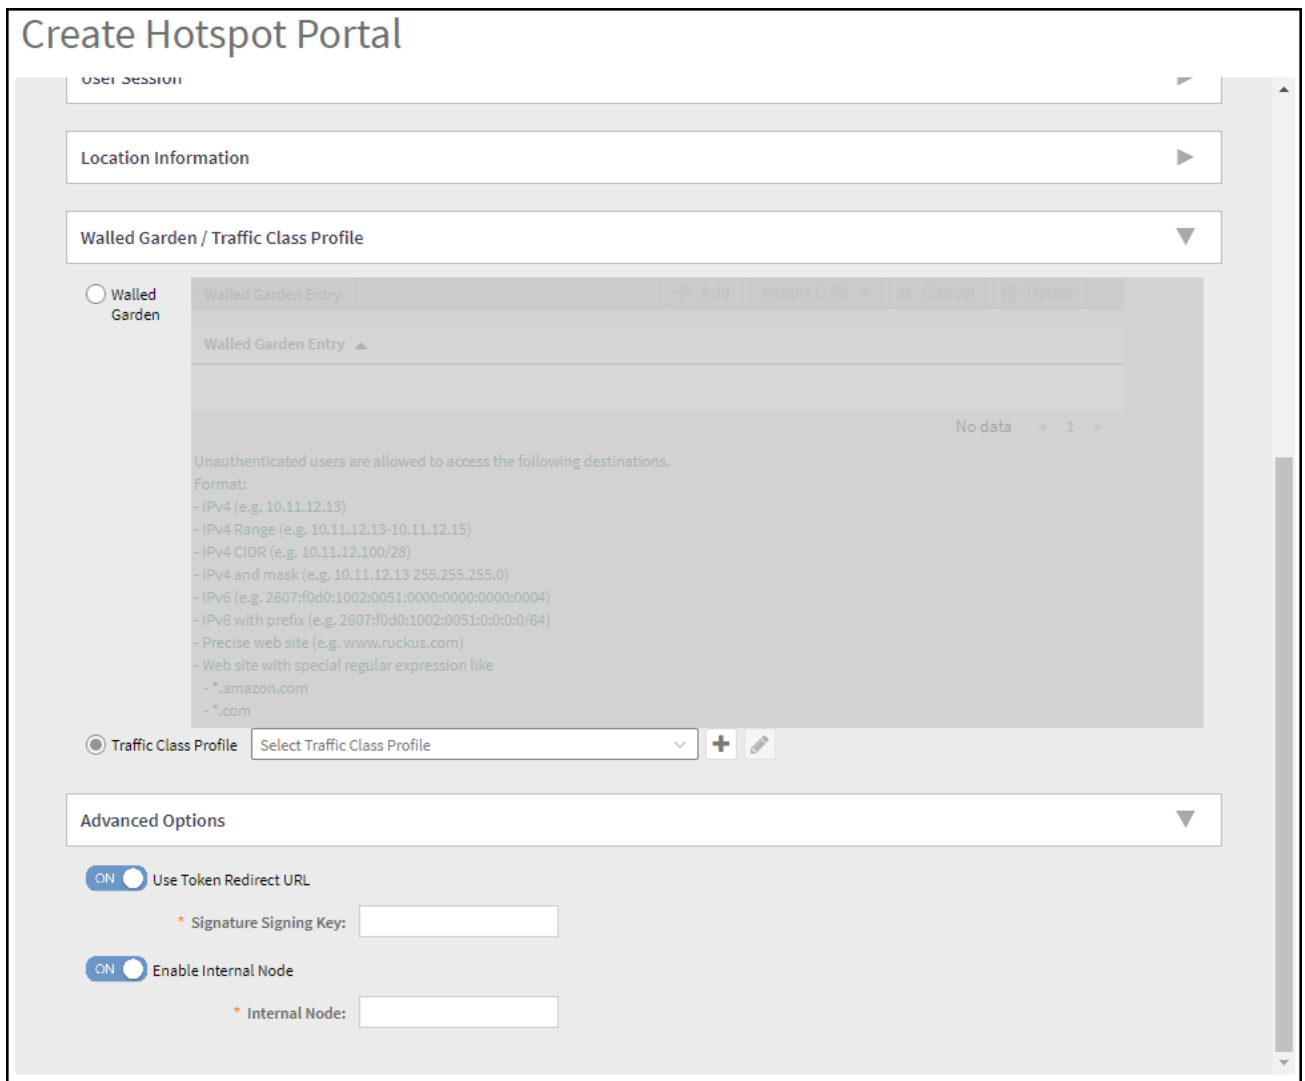 Create Hotspot Portal
User Session
Location Information
Walled Garden / Traffic Class Profile
Walled
Garden
* Walled Garden Entry
Add
Import CSV
Cancel
Delete
Walled Garden Entry
No data « 1 »
Unauthenticated users are allowed to access the following destinations.
Format:
- IPv4 (e.g. 10.11.12.13)
- IPv4 Range (e.g. 10.11.12.13-10.11.12.15)
- IPv4 CIDR (e.g. 10.11.12.100/28)
- IPv4 and mask (e.g. 10.11.12.13 255.255.255.0)
- IPv6 (e.g. 2607:f0d0:1002:0051:0000:0000:0000:0004)
- IPv6 with prefix (e.g. 2607:f0d0:1002:0051:0:0:0:0/64)
- Precise web site (e.g. www.ruckus.com)
- Web site with special regular expression like
- *.amazon.com
- *.com
Traffic Class Profile
Select Traffic Class Profile
Advanced Options
ON Use Token Redirect URL
* Signature Signing Key:
ON Enable Internal Node
* Internal Node: